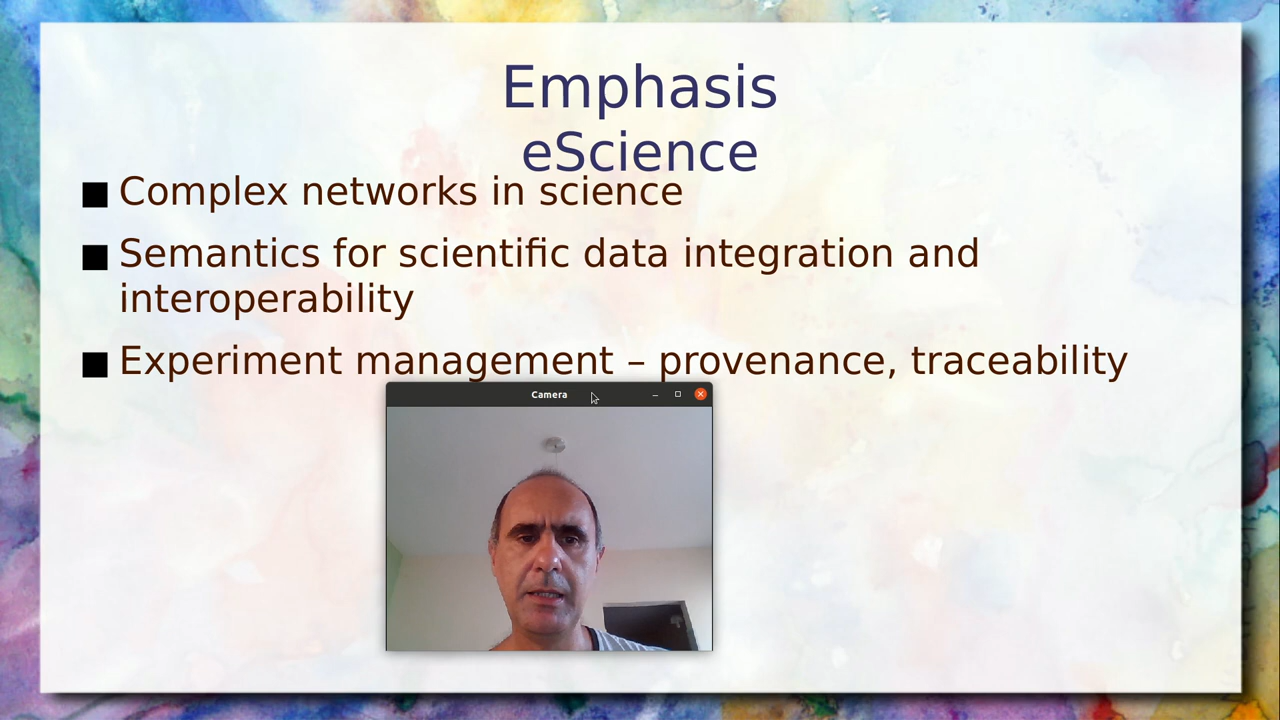 Emphasis
eScience
■ Complex networks in science
■ Semantics for scientific data integration and
interoperability
■ Experiment management – provenance, traceability
Camera